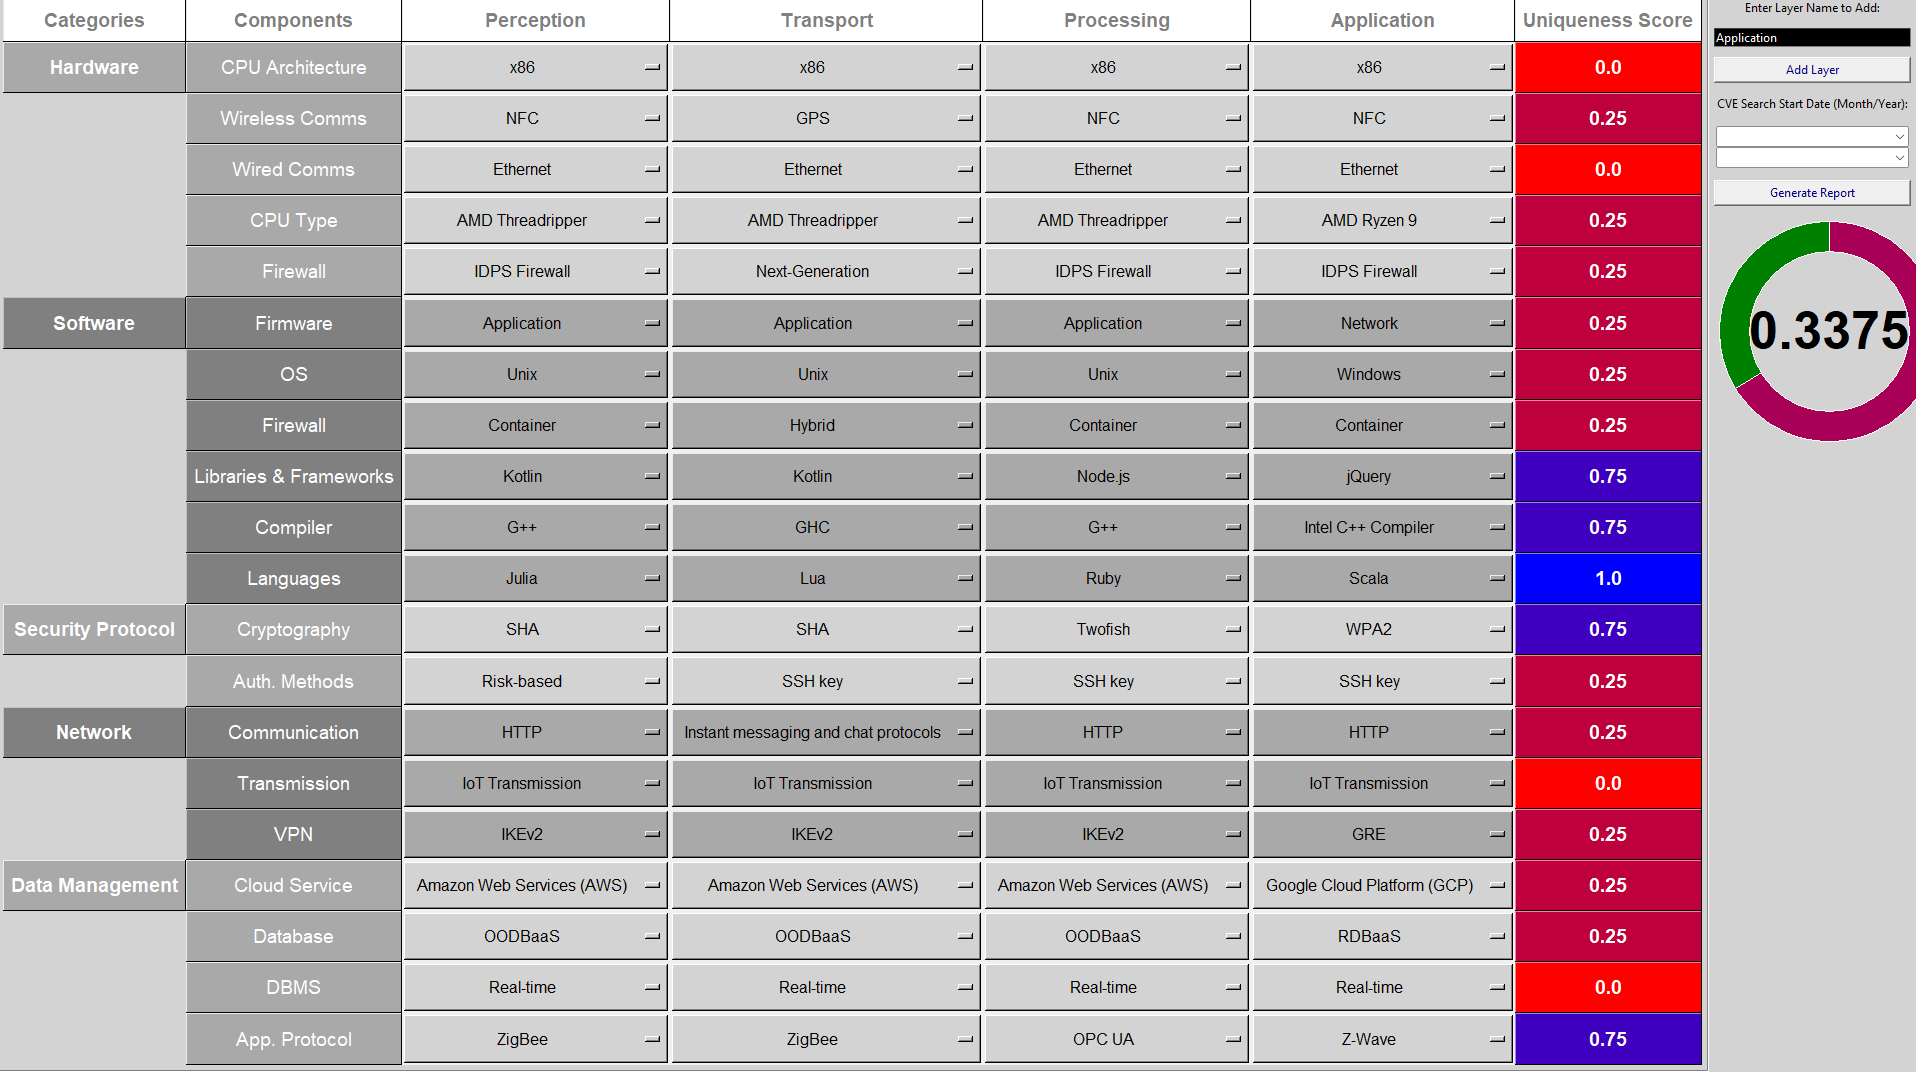 Categories Components Perception Transport Processing Application Uniqueness Score
Hardware CPU Architecture x86 x86 x86 x86 0.0
Wireless Comms NFC GPS NFC NFC 0.25
Wired Comms Ethernet Ethernet Ethernet Ethernet 0.0
CPU Type AMD Threadripper AMD Threadripper AMD Threadripper AMD Ryzen 9 0.25
Firewall IDPS Firewall Next-Generation IDPS Firewall IDPS Firewall 0.25
Software Firmware Application Application Application Network 0.25
OS Unix Unix Unix Windows 0.25
Firewall Container Hybrid Container Container 0.25
Libraries & Frameworks Kotlin Kotlin Node.js jQuery 0.75
Compiler G++ GHC G++ Intel C++ Compiler 0.75
Languages Julia Lua Ruby Scala 1.0
Security Protocol Cryptography SHA SHA Twofish WPA2 0.75
Auth. Methods Risk-based SSH key SSH key SSH key 0.25
Network Communication HTTP Instant messaging and chat protocols HTTP HTTP 0.25
Transmission IoT Transmission IoT Transmission IoT Transmission IoT Transmission 0.0
VPN IKEv2 IKEv2 IKEv2 GRE 0.25
Data Management Cloud Service Amazon Web Services (AWS) Amazon Web Services (AWS) Amazon Web Services (AWS) Google Cloud Platform (GCP) 0.25
Database OODBaaS OODBaaS OODBaaS RDBaaS 0.25
DBMS Real-time Real-time Real-time Real-time 0.0
App. Protocol ZigBee ZigBee OPC UA Z-Wave 0.75
Enter Layer Name to Add:
Application
Add Layer
CVE Search Start Date (Month/Year):
Generate Report
0.3375